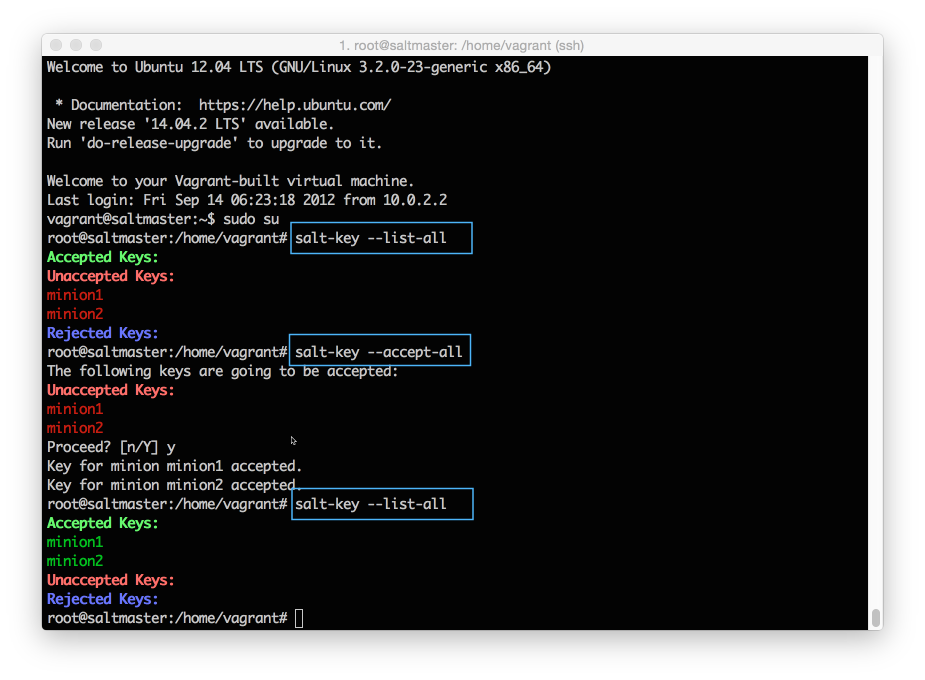 1. root@saltmaster: /home/vagrant (ssh)
Welcome to Ubuntu 12.04 LTS (GNU/Linux 3.2.0-23-generic x86_64)
* Documentation:  https://help.ubuntu.com/
New release '14.04.2 LTS' available.
Run 'do-release-upgrade' to upgrade to it.
Welcome to your Vagrant-built virtual machine.
Last login: Fri Sep 14 06:23:18 2012 from 10.0.2.2
vagrant@saltmaster:~$ sudo su
root@saltmaster:/home/vagrant# salt-key --list-all
Accepted Keys:
Unaccepted Keys:
minion1
minion2
Rejected Keys:
root@saltmaster:/home/vagrant# salt-key --accept-all
The following keys are going to be accepted:
Unaccepted Keys:
minion1
minion2
Proceed? [n/Y] y
Key for minion minion1 accepted.
Key for minion minion2 accepted.
root@saltmaster:/home/vagrant# salt-key --list-all
Accepted Keys:
minion1
minion2
Unaccepted Keys:
Rejected Keys:
root@saltmaster:/home/vagrant#